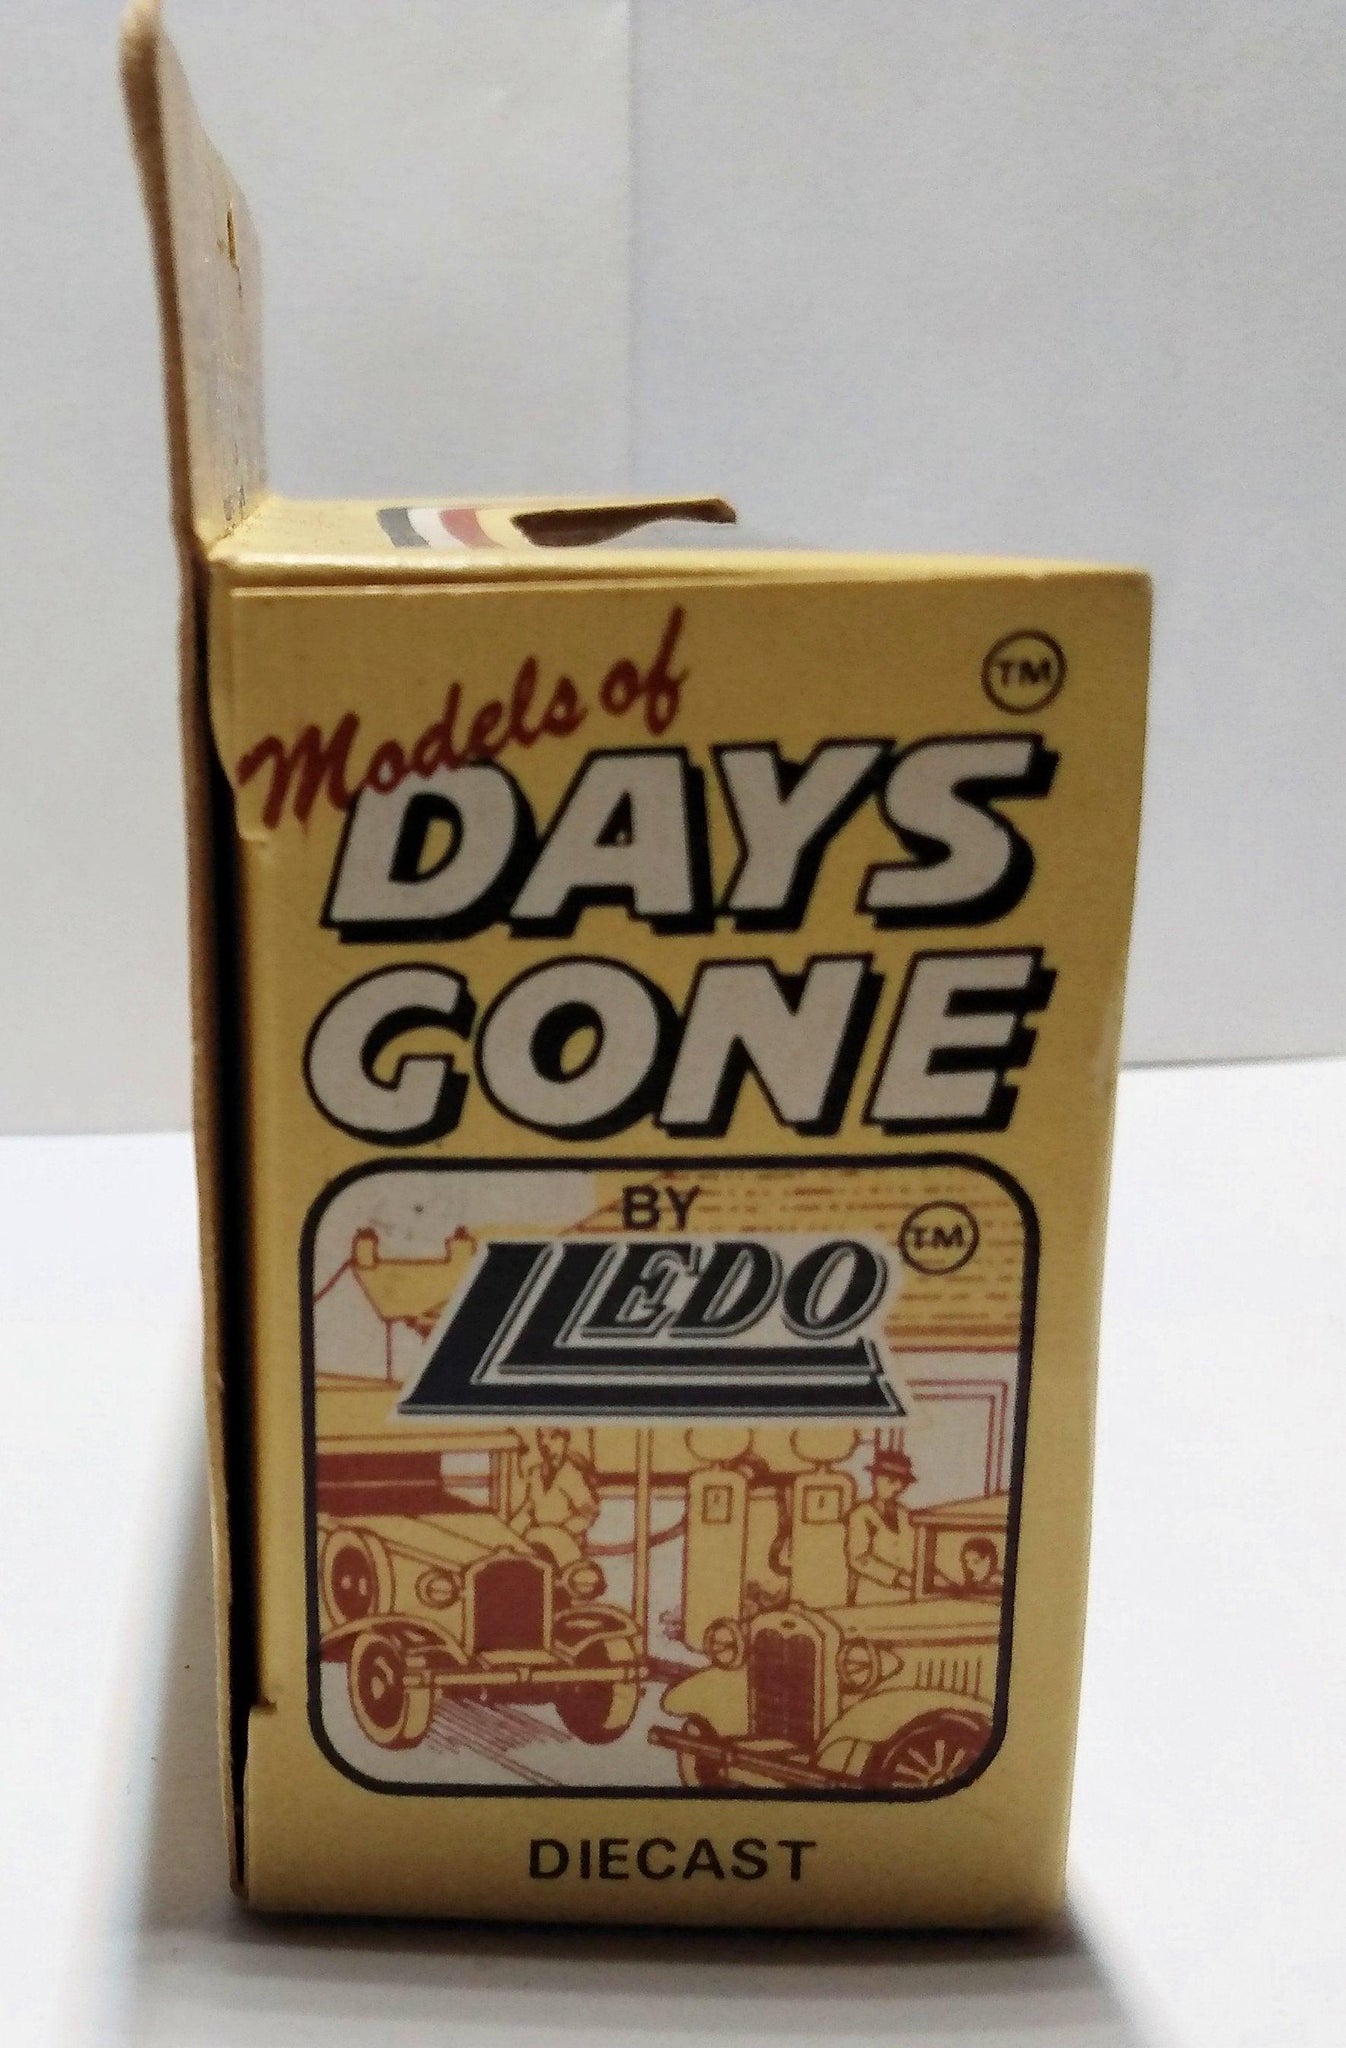 Models of
TM
DAYS
GONE
BY
LLEDO TM
DIECAST